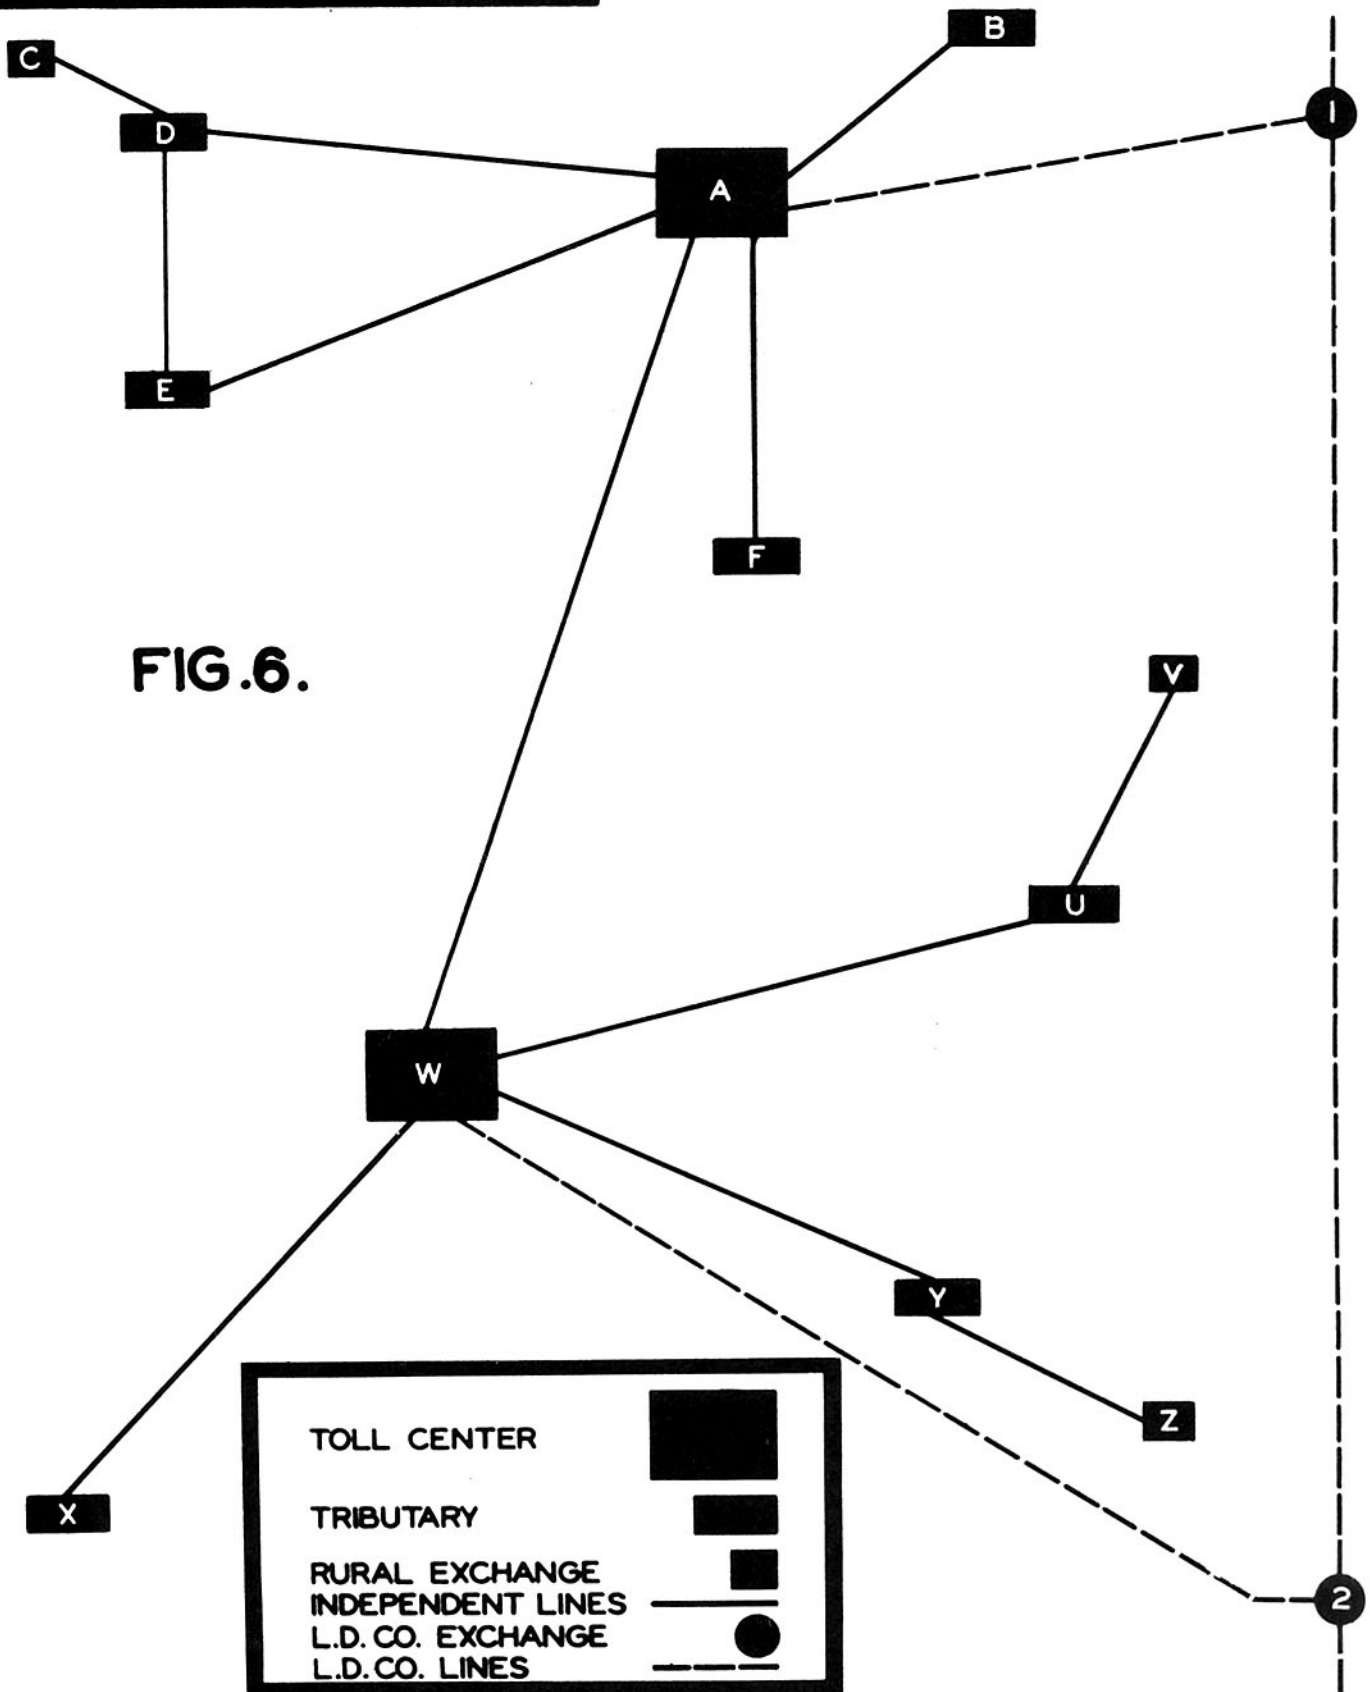 B
C
1
D
A
E
F
FIG.6.
V
U
W
Y
Z
X
TOLL CENTER
TRIBUTARY
RURAL EXCHANGE
INDEPENDENT LINES
L.D.CO. EXCHANGE
L.D.CO. LINES
2